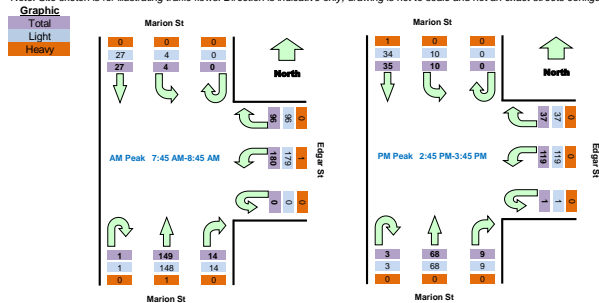 Graphic
Total
Light
Heavy
Marion St
0 0 0
27 4 0
27 4 0
North
96 96 0
180 179 1
0 0 0
Edgar St
AM Peak 7:45 AM-8:45 AM
1 149 14
1 148 14
0 1 0
Marion St
Marion St
1 0 0
34 10 0
35 10 0
North
37 37 0
119 119 0
1 1 0
Edgar St
PM Peak 2:45 PM-3:45 PM
3 68 9
3 68 9
0 0 0
Marion St